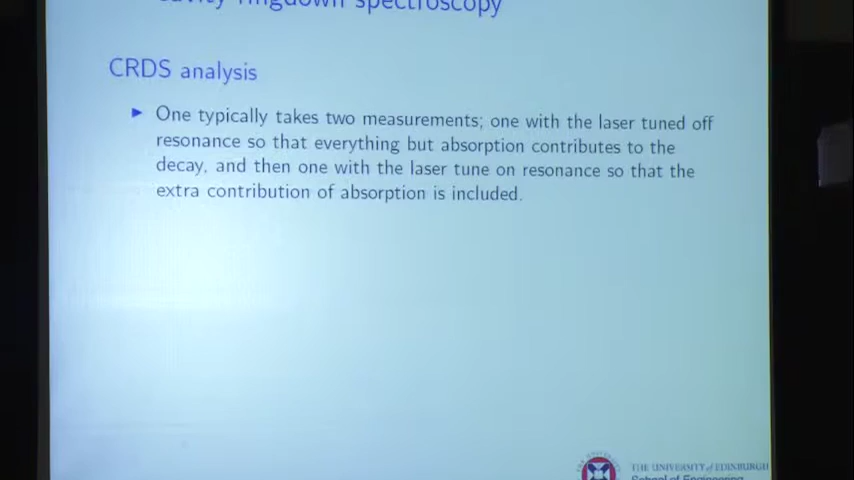 cavity ringdown spectroscopy
CRDS analysis
One typically takes two measurements; one with the laser tuned off
resonance so that everything but absorption contributes to the
decay, and then one with the laser tune on resonance so that the
extra contribution of absorption is included.
THE UNIVERSITY of EDINBURGH
School of Engineering